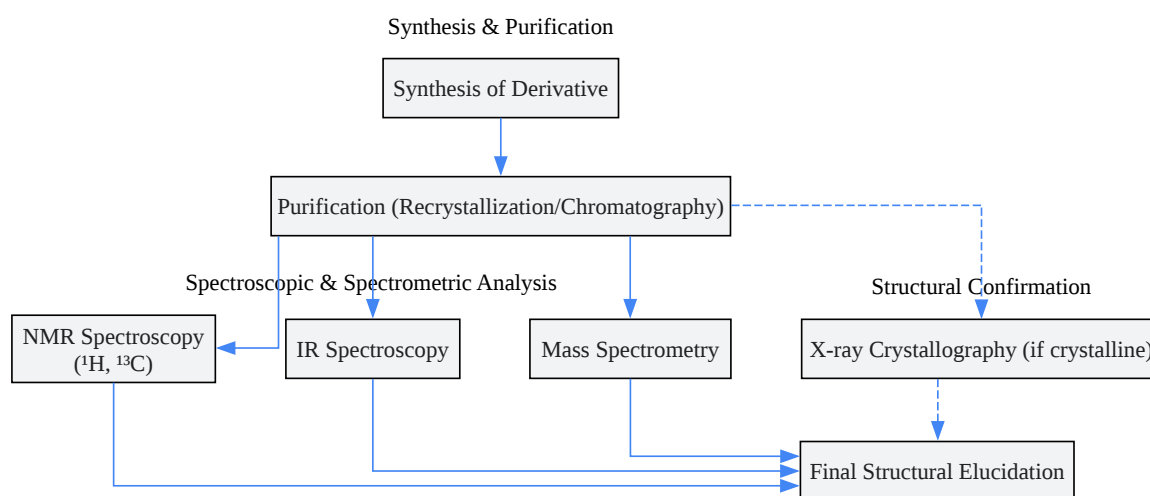 Synthesis & Purification
Synthesis of Derivative
Purification (Recrystallization/Chromatography)
Spectroscopic & Spectrometric Analysis
Structural Confirmation
NMR Spectroscopy
(¹H, ¹³C)
IR Spectroscopy
Mass Spectrometry
X-ray Crystallography (if crystalline)
Final Structural Elucidation